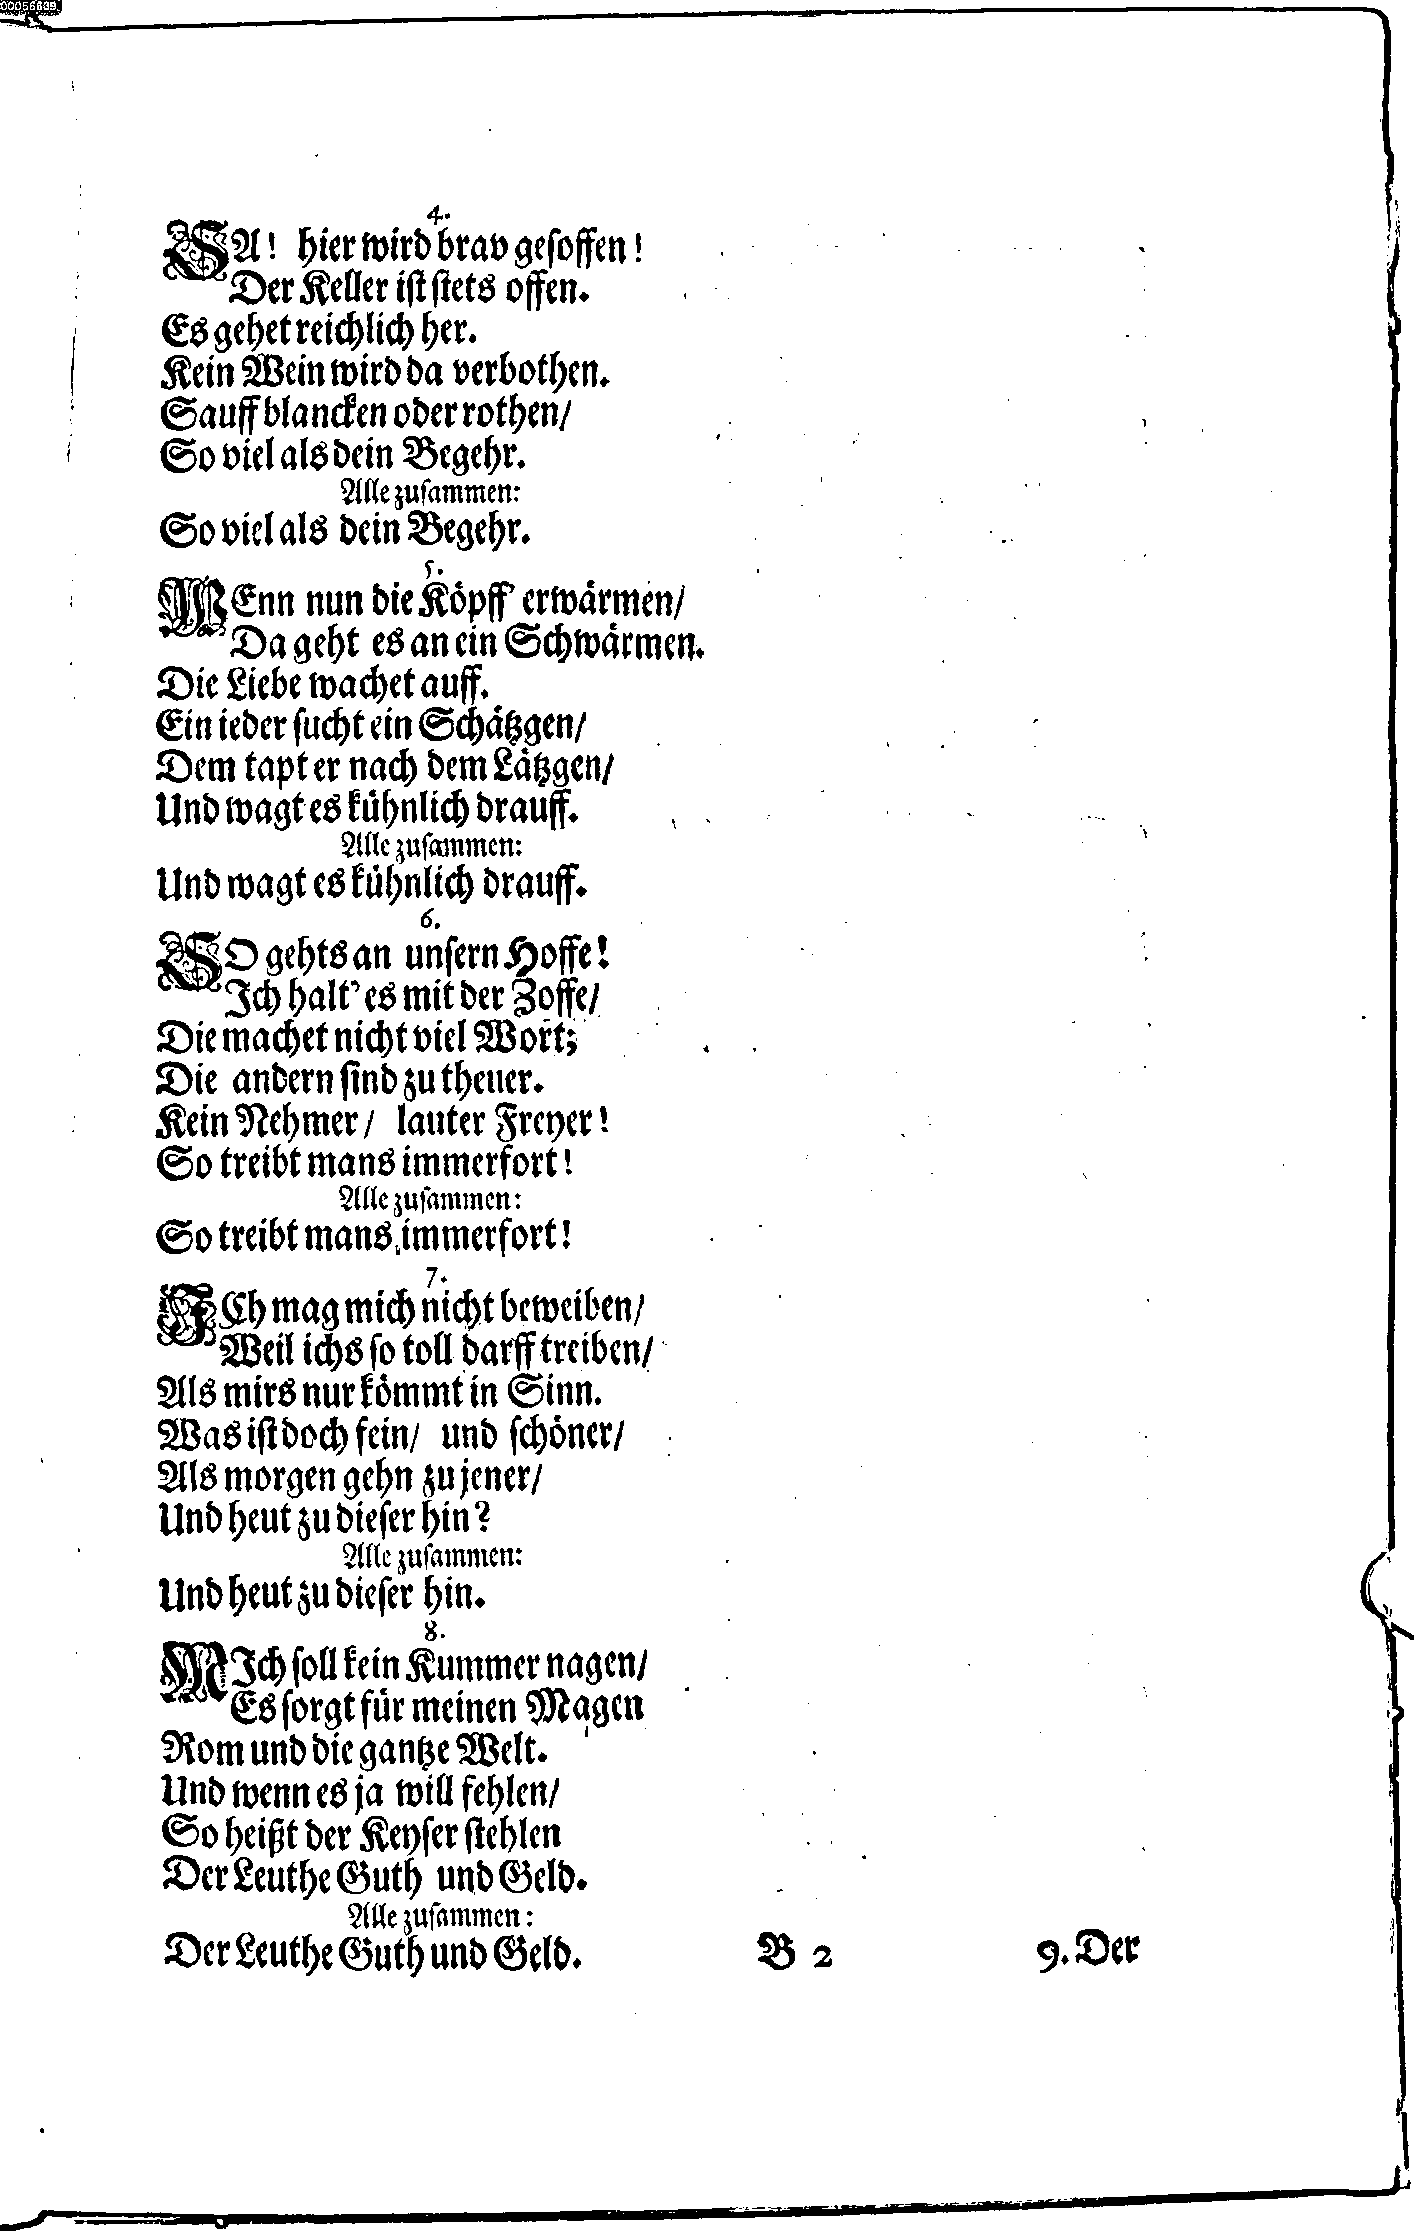 00056639
4.
SA! hier wird brav gesoffen!
Der Keller ist stets offen.
Es gehet reichlich her.
Kein Wein wird da verbothen.
Sauff blancken oder rothen/
So viel als dein Begehr.
Alle zusammen:
So viel als dein Begehr.
5.
WEnn nun die Köpff' erwärmen/
Da geht es an ein Schwärmen.
Die Liebe wachet auff.
Ein ieder sucht ein Schätzgen/
Dem tapt er nach dem Lätzgen/
Und wagt es kühnlich drauff.
Alle zusammen:
Und wagt es kühnlich drauff.
6.
SO gehts an unsern Hoffe!
Ich halt' es mit der Zoffe/
Die machet nicht viel Wort;
Die andern sind zu theuer.
Kein Nehmer/ lauter Freyer!
So treibt mans immerfort!
Alle zusammen:
So treibt mans immerfort!
7.
ICh mag mich nicht beweiben/
Weil ichs so toll darff treiben/
Als mirs nur kömmt in Sinn.
Was ist doch fein/ und schöner/
Als morgen gehn zu jener/
Und heut zu dieser hin?
Alle zusammen:
Und heut zu dieser hin.
8.
MIch soll kein Kummer nagen/
Es sorgt für meinen Magen
Rom und die gantze Welt.
Und wenn es ja will fehlen/
So heißt der Keyser stehlen
Der Leuthe Guth und Geld.
Alle zusammen:
Der Leuthe Guth und Geld.
B 2
9. Der